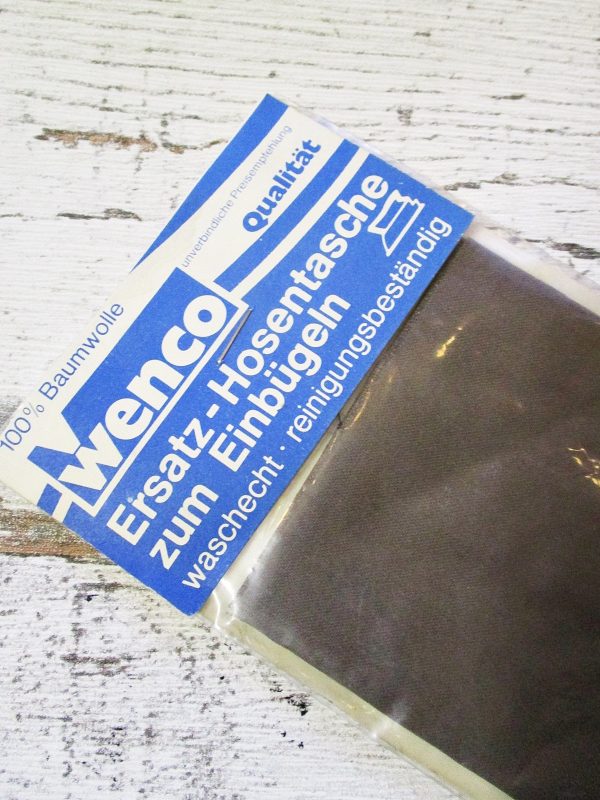 100% Baumwolle
unverbindliche Preisempfehlung
Qualität
wenco
Ersatz-Hosentasche
zum Einbügeln
waschecht · reinigungsbeständig